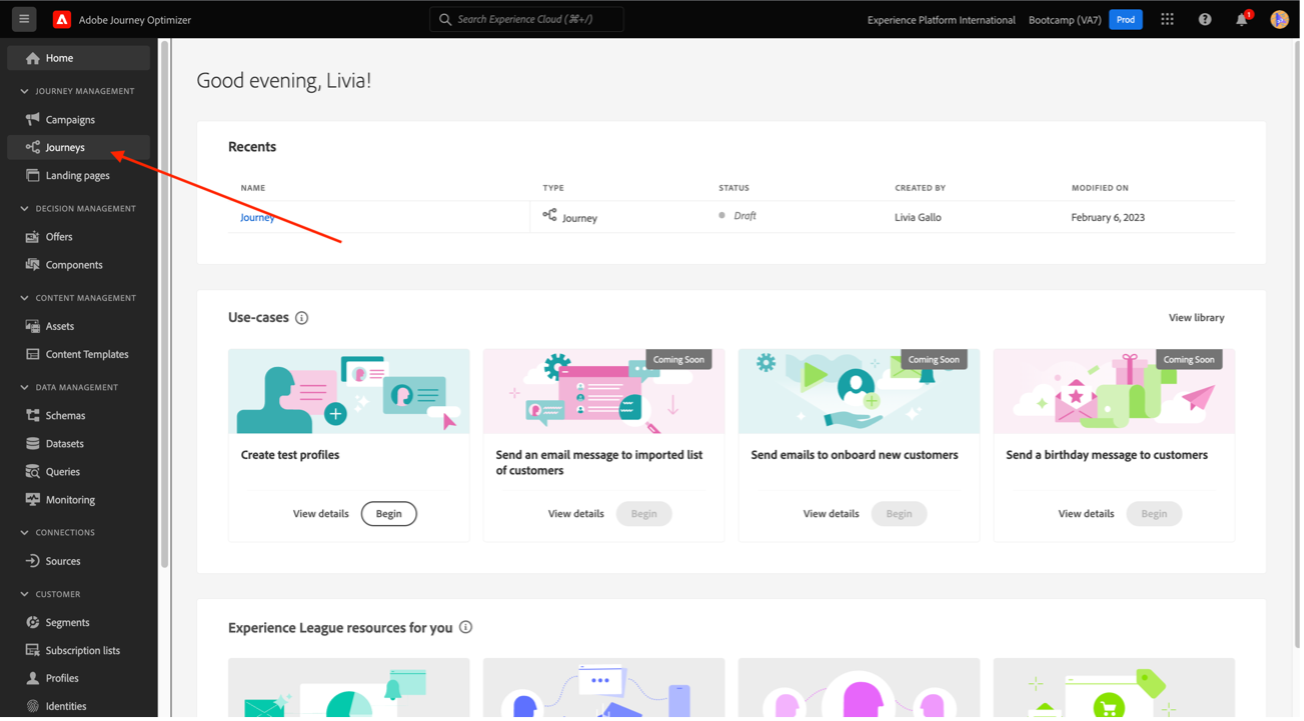 Adobe Journey Optimizer
Search Experience Cloud (⌘+/)
Experience Platform International
Bootcamp (VA7)
Prod
1
Home
JOURNEY MANAGEMENT
Campaigns
Journeys
Landing pages
DECISION MANAGEMENT
Offers
Components
CONTENT MANAGEMENT
Assets
Content Templates
DATA MANAGEMENT
Schemas
Datasets
Queries
Monitoring
CONNECTIONS
Sources
CUSTOMER
Segments
Subscription lists
Profiles
Identities
Good evening, Livia!
Recents
NAME TYPE STATUS CREATED BY MODIFIED ON
Journey Journey Draft Livia Gallo February 6, 2023
Use-cases
View library
Create test profiles
View details Begin
Coming Soon
Send an email message to imported list
of customers
View details Begin
Coming Soon
Send emails to onboard new customers
View details Begin
Coming Soon
Send a birthday message to customers
View details Begin
Experience League resources for you